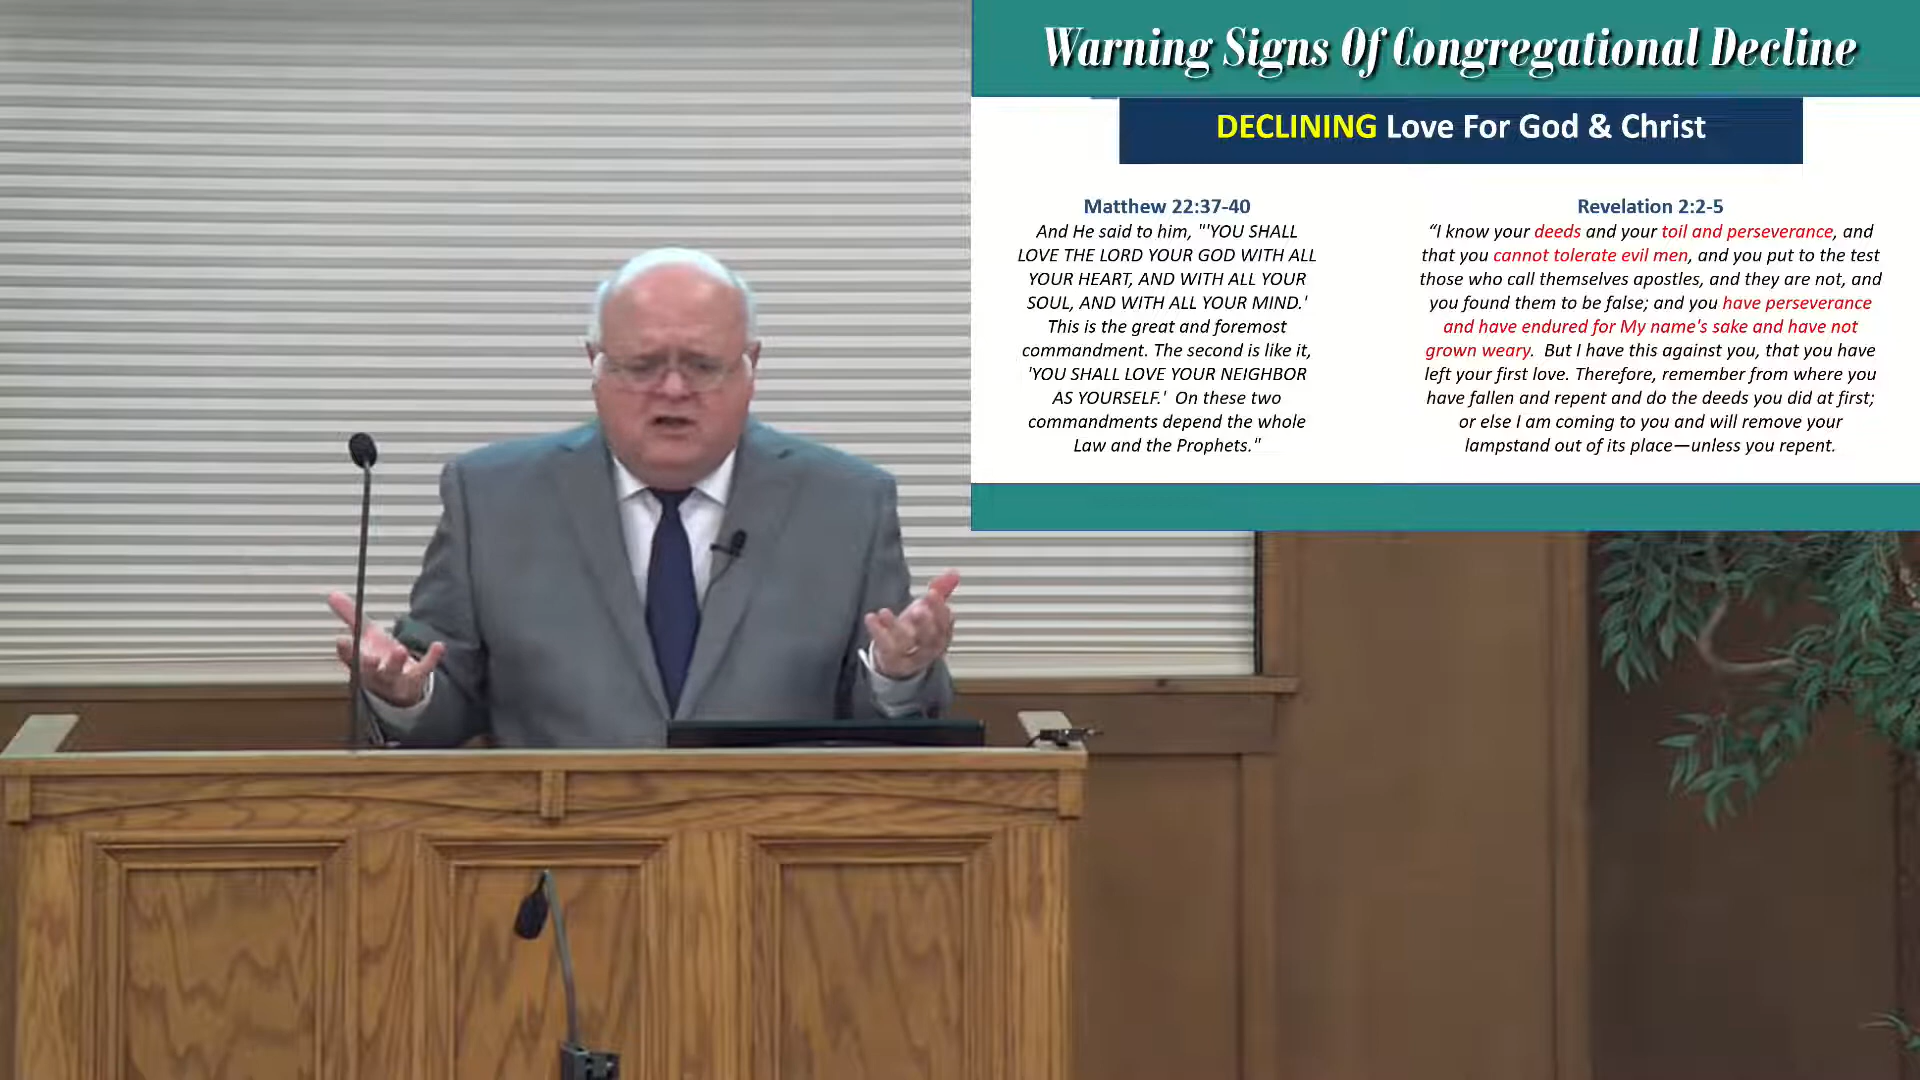 Warning Signs Of Congregational Decline
DECLINING Love For God & Christ
Matthew 22:37-40
And He said to him, "'YOU SHALL
LOVE THE LORD YOUR GOD WITH ALL
YOUR HEART, AND WITH ALL YOUR
SOUL, AND WITH ALL YOUR MIND.'
This is the great and foremost
commandment. The second is like it,
'YOU SHALL LOVE YOUR NEIGHBOR
AS YOURSELF.' On these two
commandments depend the whole
Law and the Prophets."
Revelation 2:2-5
“I know your deeds and your toil and perseverance, and
that you cannot tolerate evil men, and you put to the test
those who call themselves apostles, and they are not, and
you found them to be false; and you have perseverance
and have endured for My name's sake and have not
grown weary. But I have this against you, that you have
left your first love. Therefore, remember from where you
have fallen and repent and do the deeds you did at first;
or else I am coming to you and will remove your
lampstand out of its place—unless you repent.